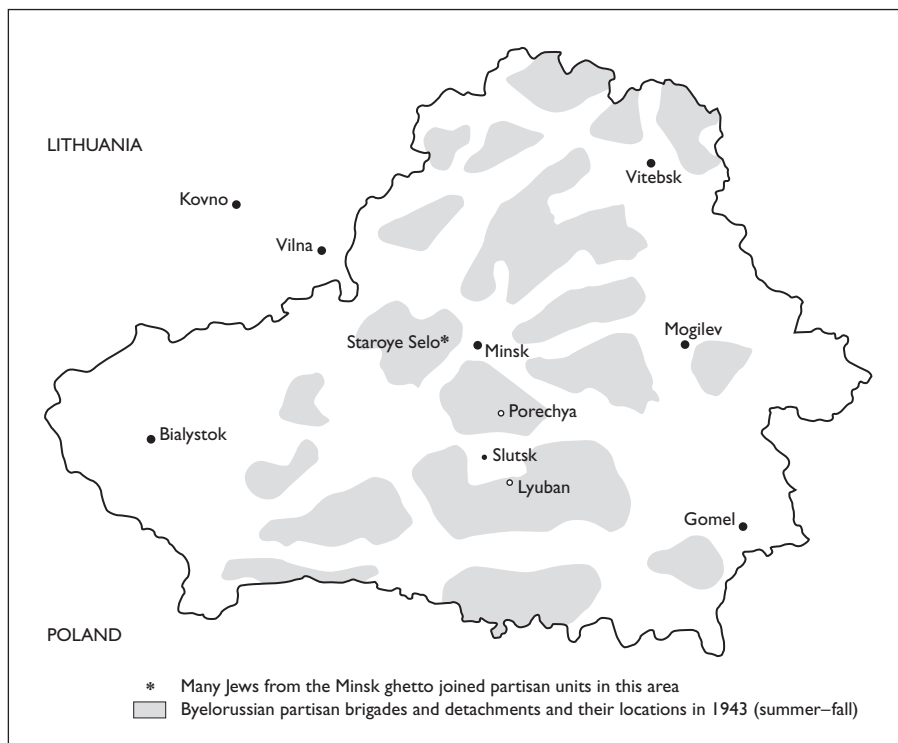 LITHUANIA
Kovno
Vilna
Vitebsk
Staroye Selo*
Minsk
Mogilev
Porechya
Bialystok
Slutsk
Lyuban
Gomel
POLAND
* Many Jews from the Minsk ghetto joined partisan units in this area
Byelorussian partisan brigades and detachments and their locations in 1943 (summer–fall)